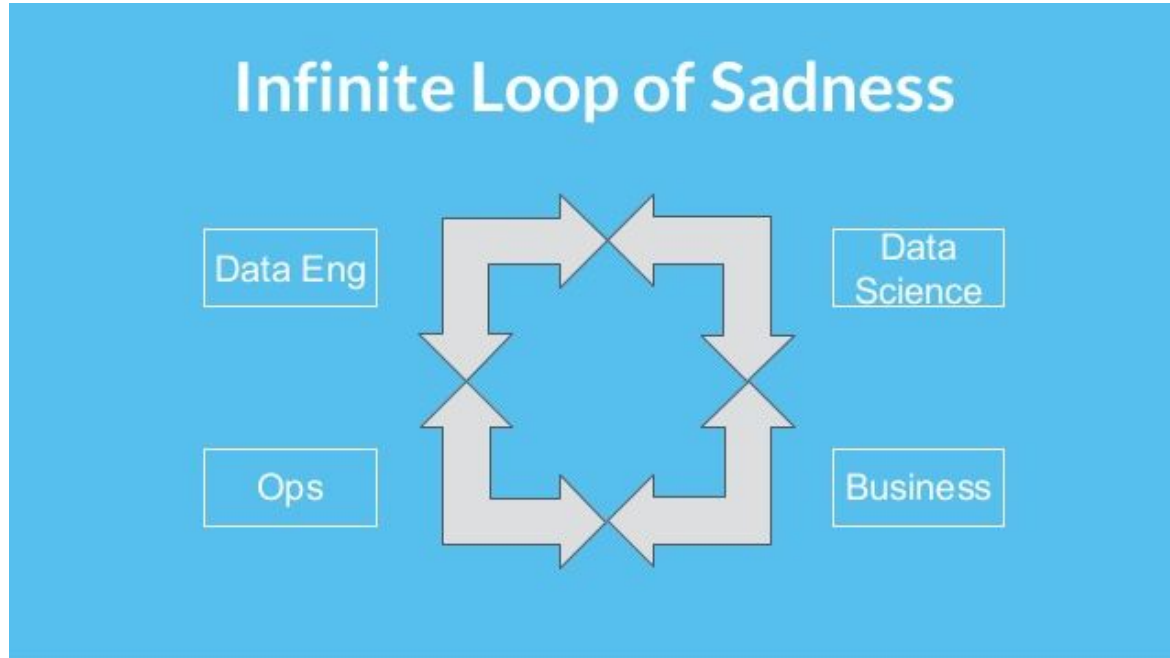 Infinite Loop of Sadness
Data Eng
Data
Science
Ops
Business